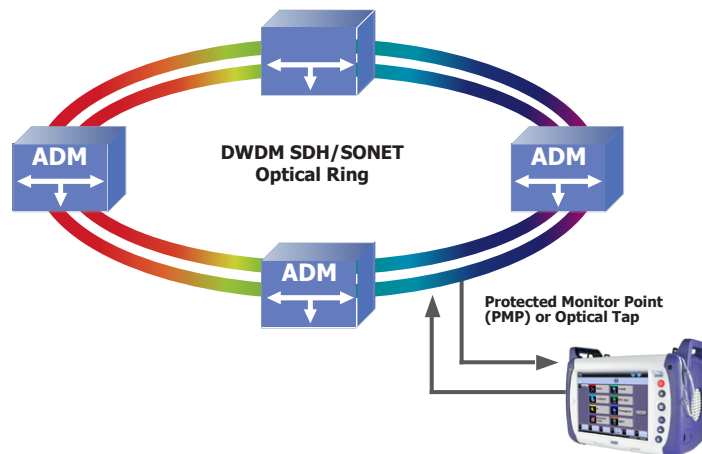 ADM
DWDM SDH/SONET
Optical Ring
ADM
ADM
Protected Monitor Point
(PMP) or Optical Tap